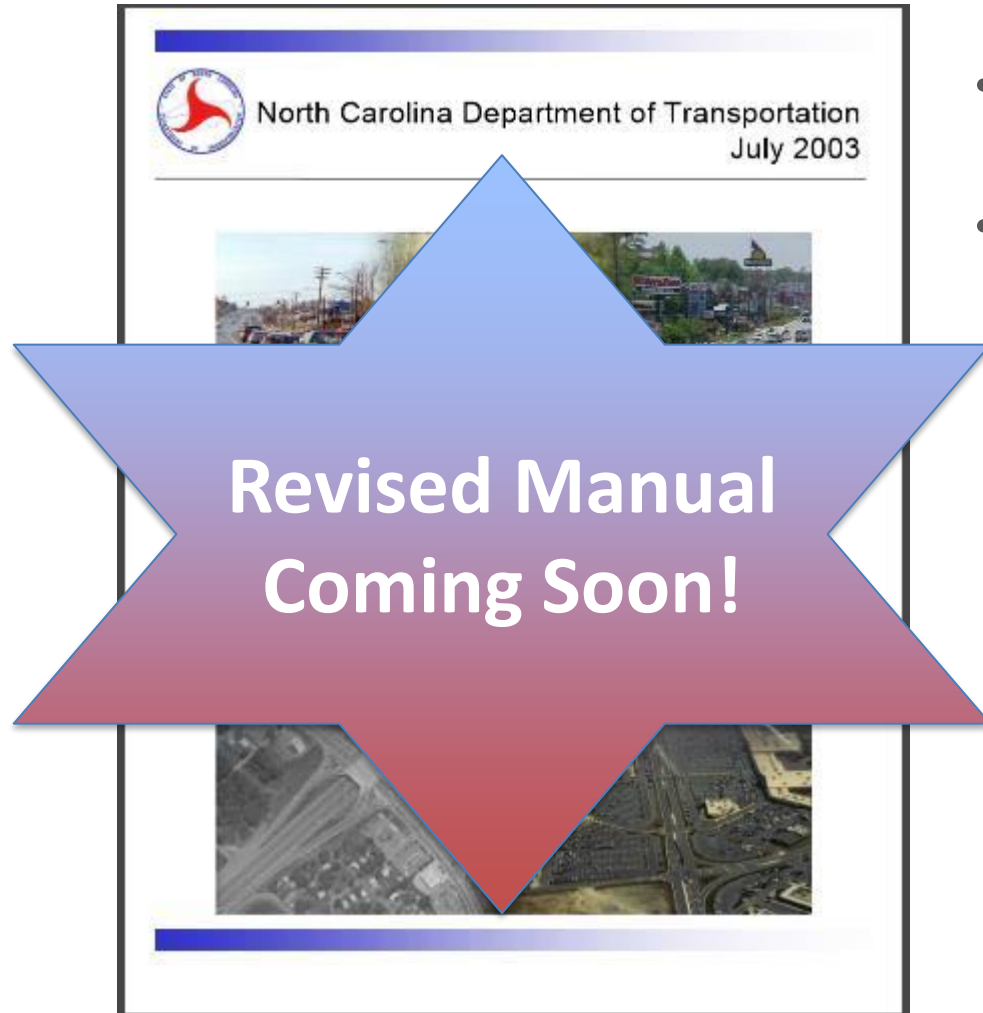 North Carolina Department of Transportation
July 2003
Revised Manual
Coming Soon!